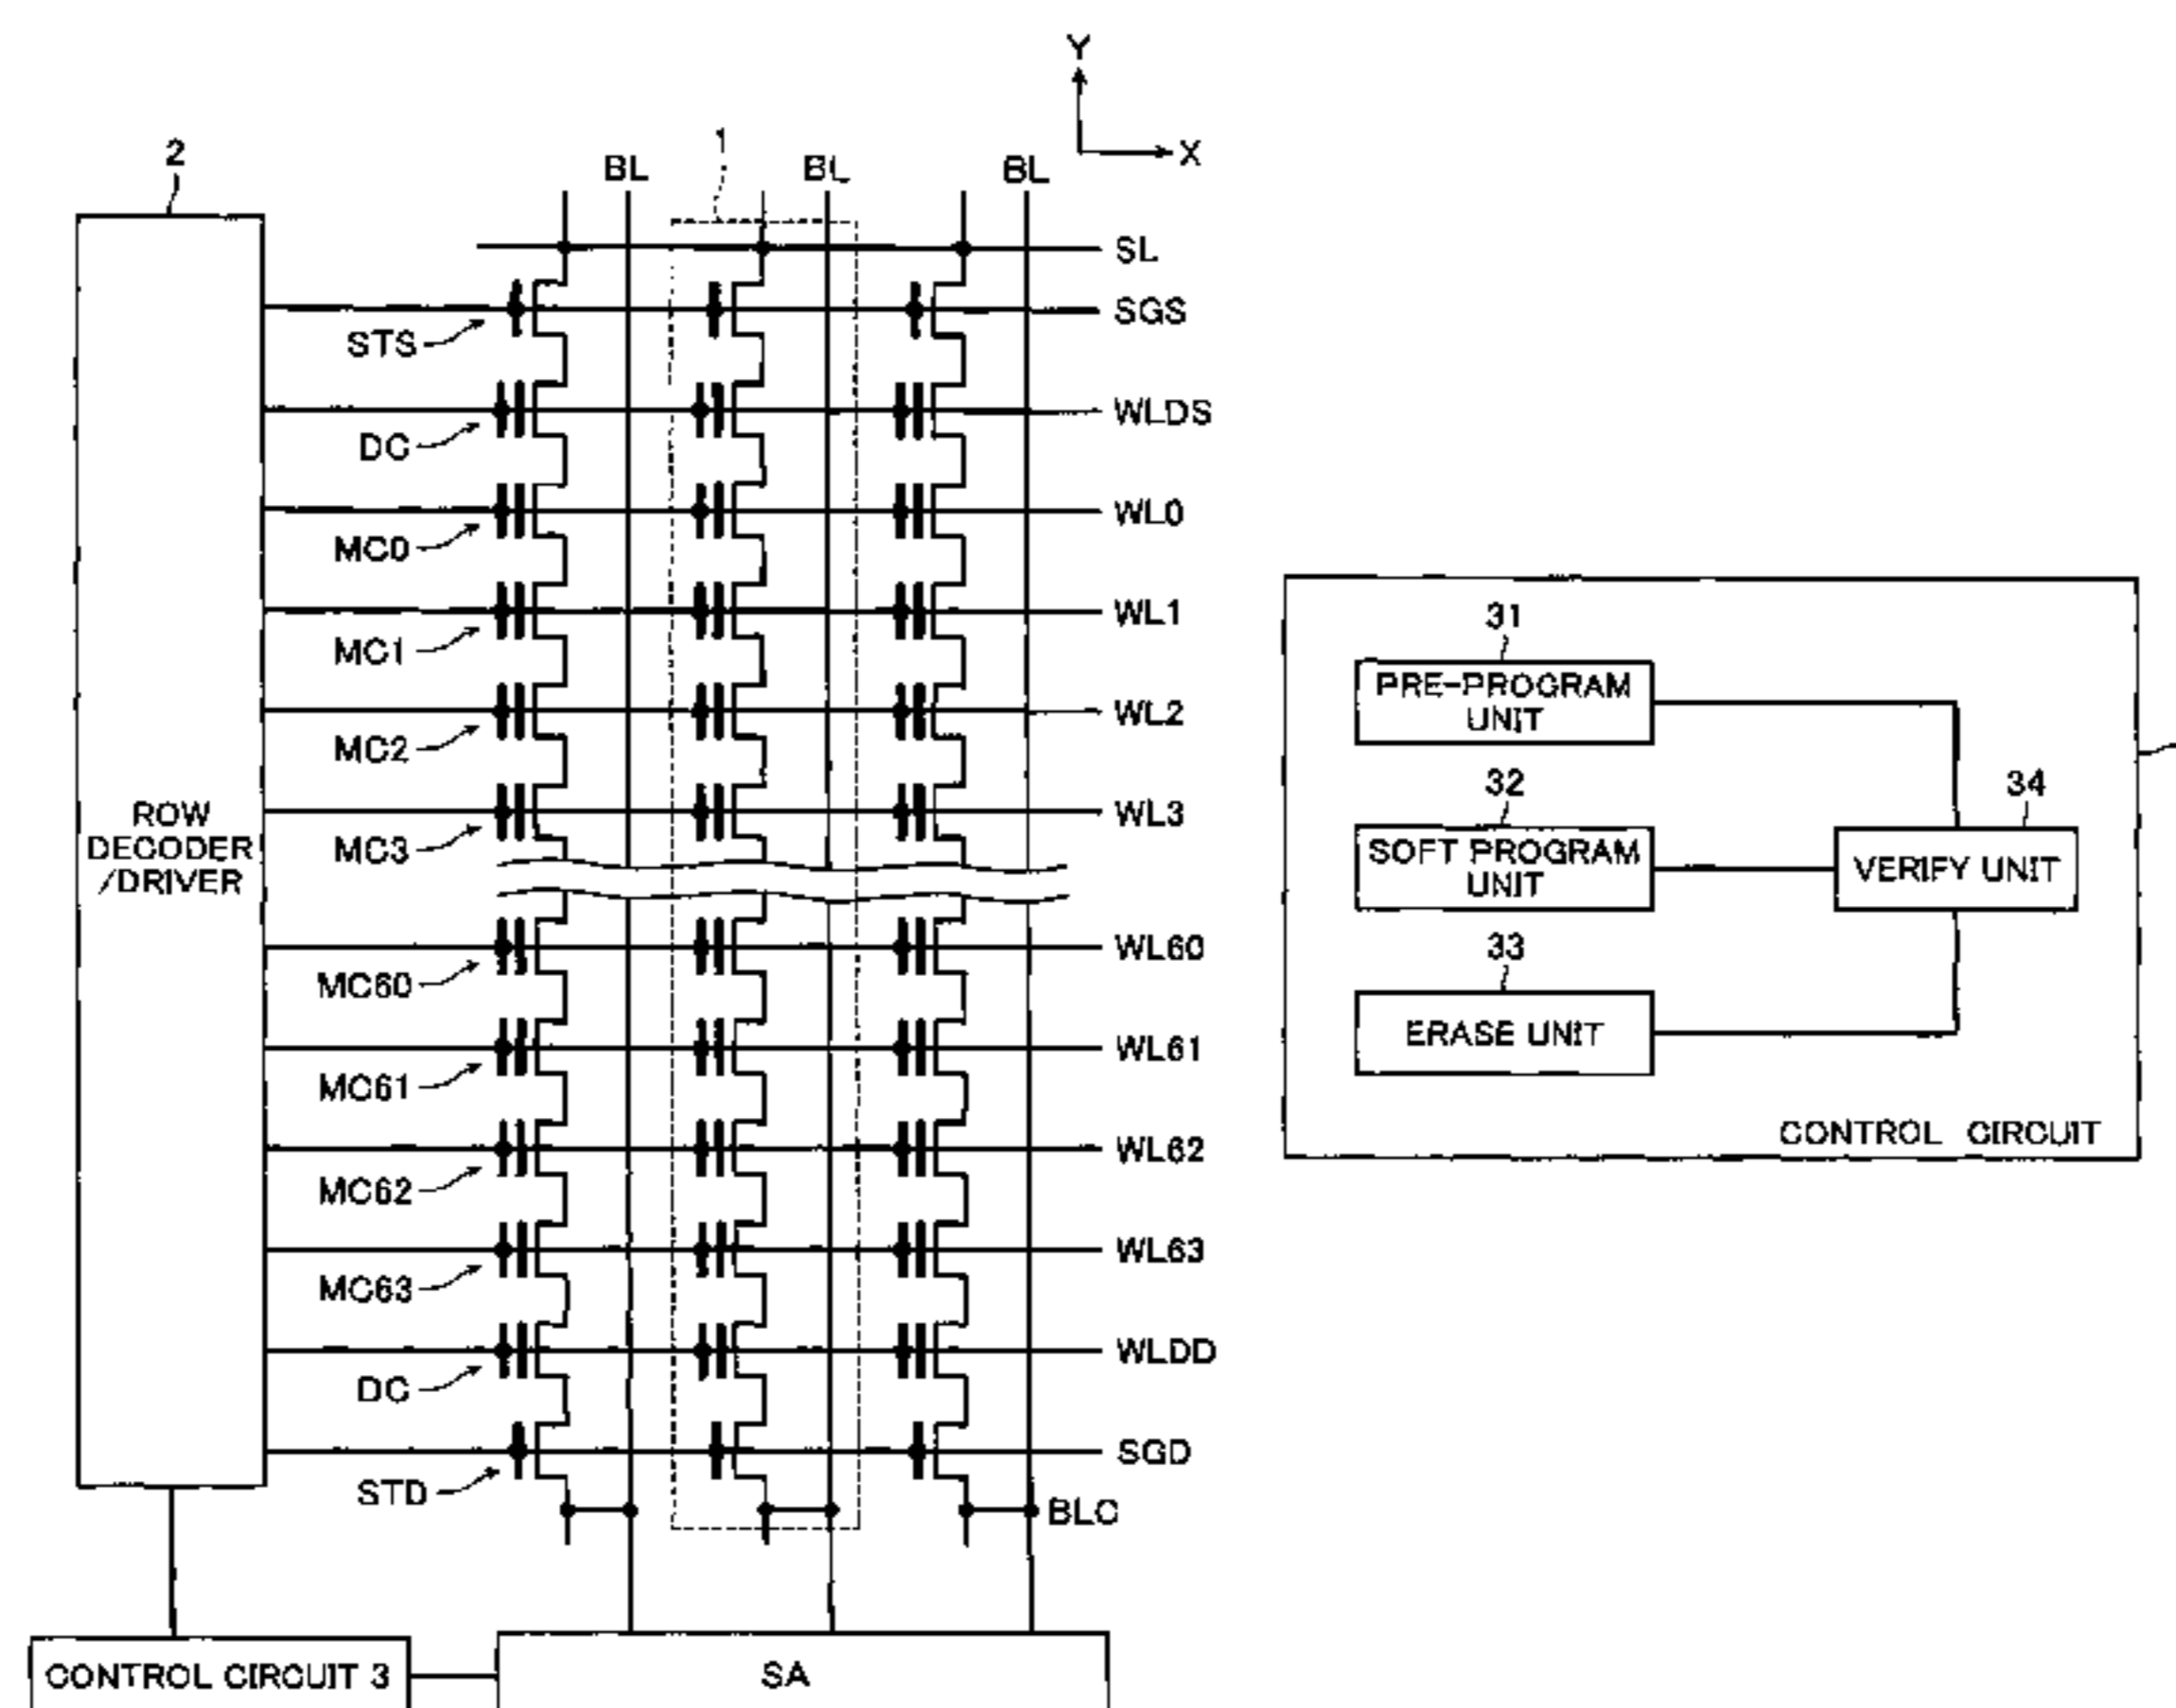 Y
X
2
1
BL
BL
BL
SL
SGS
STS
WLDS
DC
WL0
MC0
WL1
MC1
WL2
MC2
WL3
MC3
ROW
DECODER
/DRIVER
WL60
MC60
WL61
MC61
WL62
MC62
WL63
MC63
WLDD
DC
SGD
STD
BLC
CONTROL CIRCUIT 3
SA
31
PRE-PROGRAM
UNIT
32
SOFT PROGRAM
UNIT
33
ERASE UNIT
34
VERIFY UNIT
CONTROL CIRCUIT